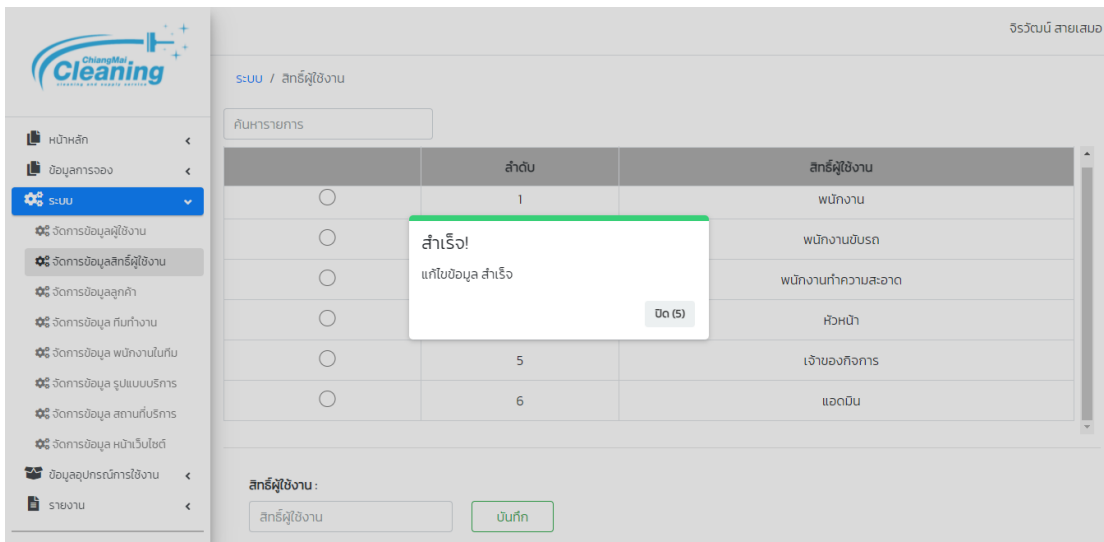 จิรวัฒน์ สายเสมอ
ChiangMai
Cleaning
cleaning and supply service
ระบบ / สิทธิ์ผู้ใช้งาน
ค้นหารายการ
หน้าหลัก
ข้อมูลการจอง
ระบบ
จัดการข้อมูลผู้ใช้งาน
จัดการข้อมูลสิทธิ์ผู้ใช้งาน
จัดการข้อมูลลูกค้า
จัดการข้อมูล ทีมทำงาน
จัดการข้อมูล พนักงานในทีม
จัดการข้อมูล รูปแบบบริการ
จัดการข้อมูล สถานที่บริการ
จัดการข้อมูล หน้าเว็บไซต์
ข้อมูลอุปกรณ์การใช้งาน
รายงาน
ลำดับ สิทธิ์ผู้ใช้งาน
1 พนักงาน
พนักงานขับรถ
พนักงานทำความสะอาด
หัวหน้า
5 เจ้าของกิจการ
6 แอดมิน
สำเร็จ!
แก้ไขข้อมูล สำเร็จ
ปิด (5)
สิทธิ์ผู้ใช้งาน :
สิทธิ์ผู้ใช้งาน
บันทึก